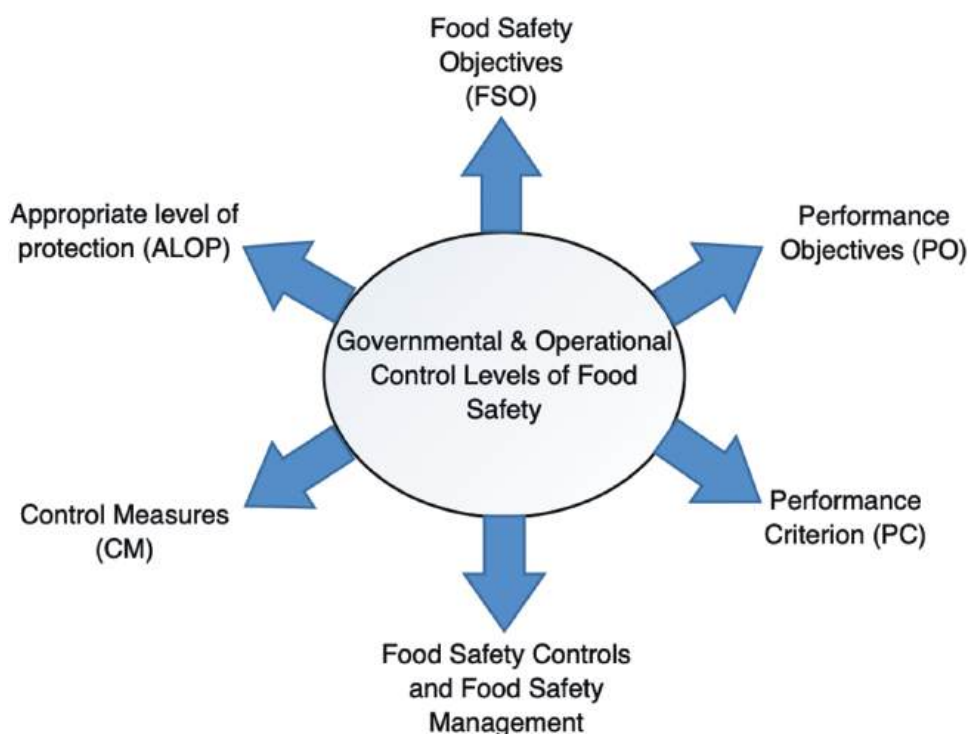 Food Safety
Objectives
(FSO)
Appropriate level of
protection (ALOP)
Performance
Objectives (PO)
Governmental & Operational
Control Levels of Food
Safety
Control Measures
(CM)
Performance
Criterion (PC)
Food Safety Controls
and Food Safety
Management